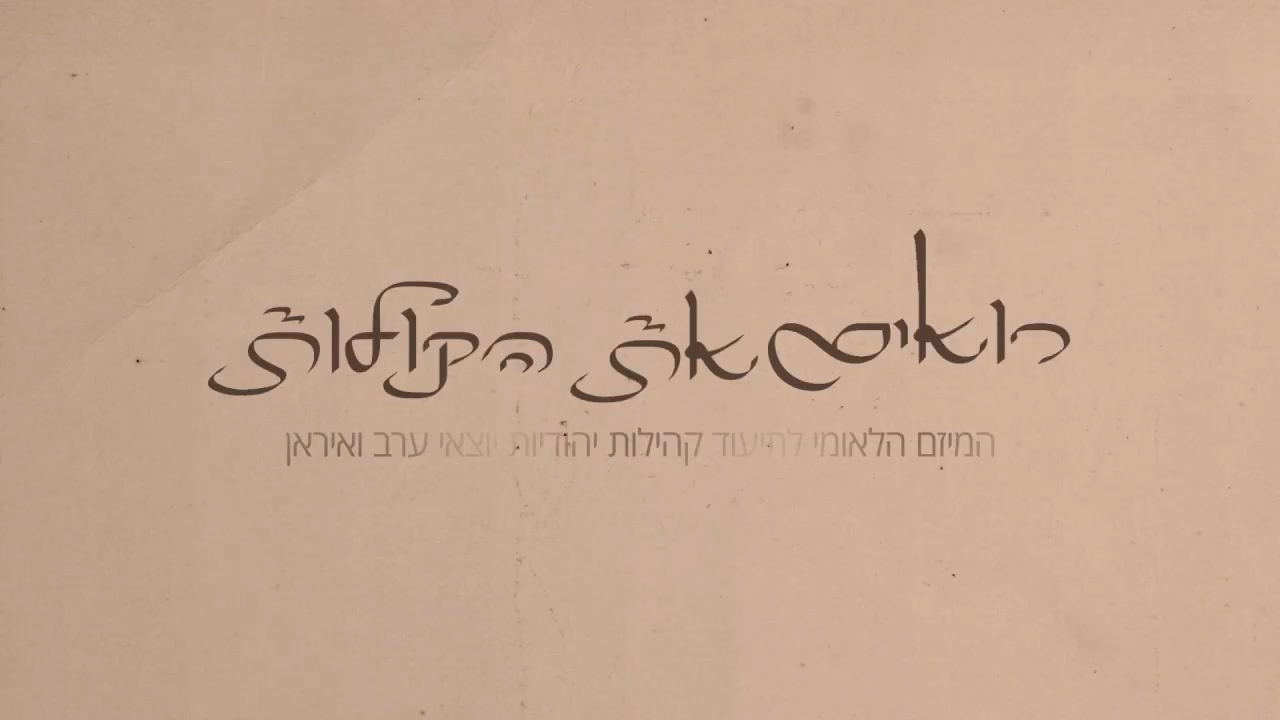 רואים את הקולות
המיזם הלאומי לתיעוד קהילות יהודיות יוצאי ערב ואיראן